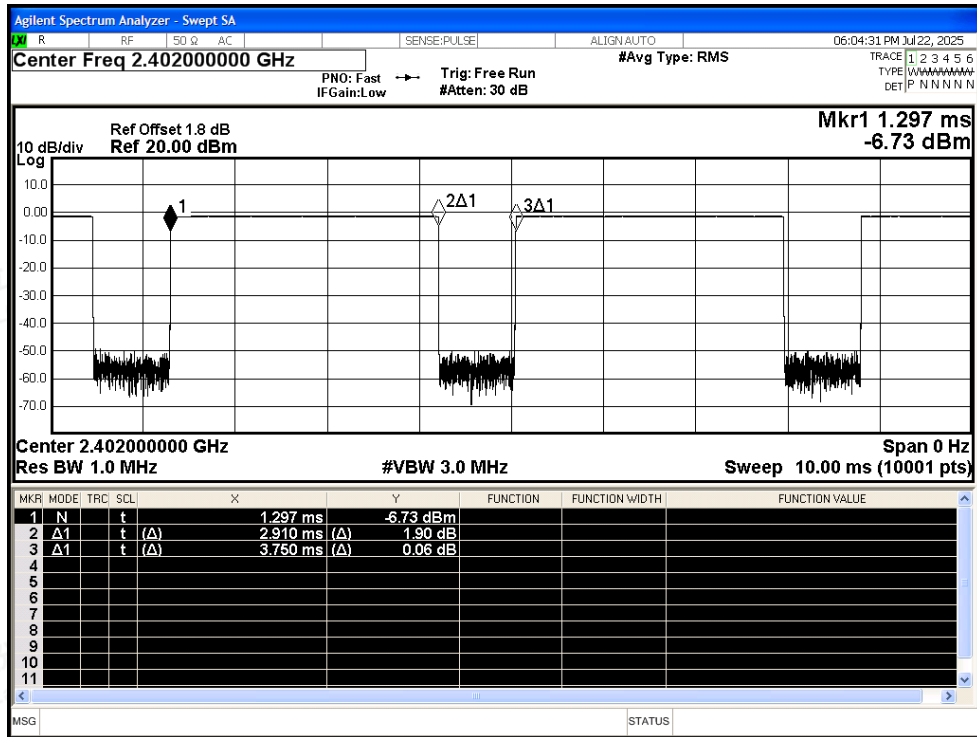 Agilent Spectrum Analyzer - Swept SA
LXI R RF 50 Ω AC SENSE:PULSE ALIGN AUTO 06:04:31 PM Jul 22, 2025
Center Freq 2.402000000 GHz #Avg Type: RMS TRACE 1 2 3 4 5 6
PNO: Fast Trig: Free Run TYPE WWWWWW
IFGain:Low #Atten: 30 dB DET P N N N N N
Mkr1 1.297 ms
Ref Offset 1.8 dB
10 dB/div Ref 20.00 dBm -6.73 dBm
Log
10.0
0.00
-10.0
-20.0
-30.0
-40.0
-50.0
-60.0
-70.0
1 2Δ1 3Δ1
Center 2.402000000 GHz Span 0 Hz
Res BW 1.0 MHz #VBW 3.0 MHz Sweep 10.00 ms (10001 pts)
MKR MODE TRC SCL X Y FUNCTION FUNCTION WIDTH FUNCTION VALUE
1 N t 1.297 ms -6.73 dBm
2 Δ1 t (Δ) 2.910 ms (Δ) 1.90 dB
3 Δ1 t (Δ) 3.750 ms (Δ) 0.06 dB
4
5
6
7
8
9
10
11
MSG STATUS